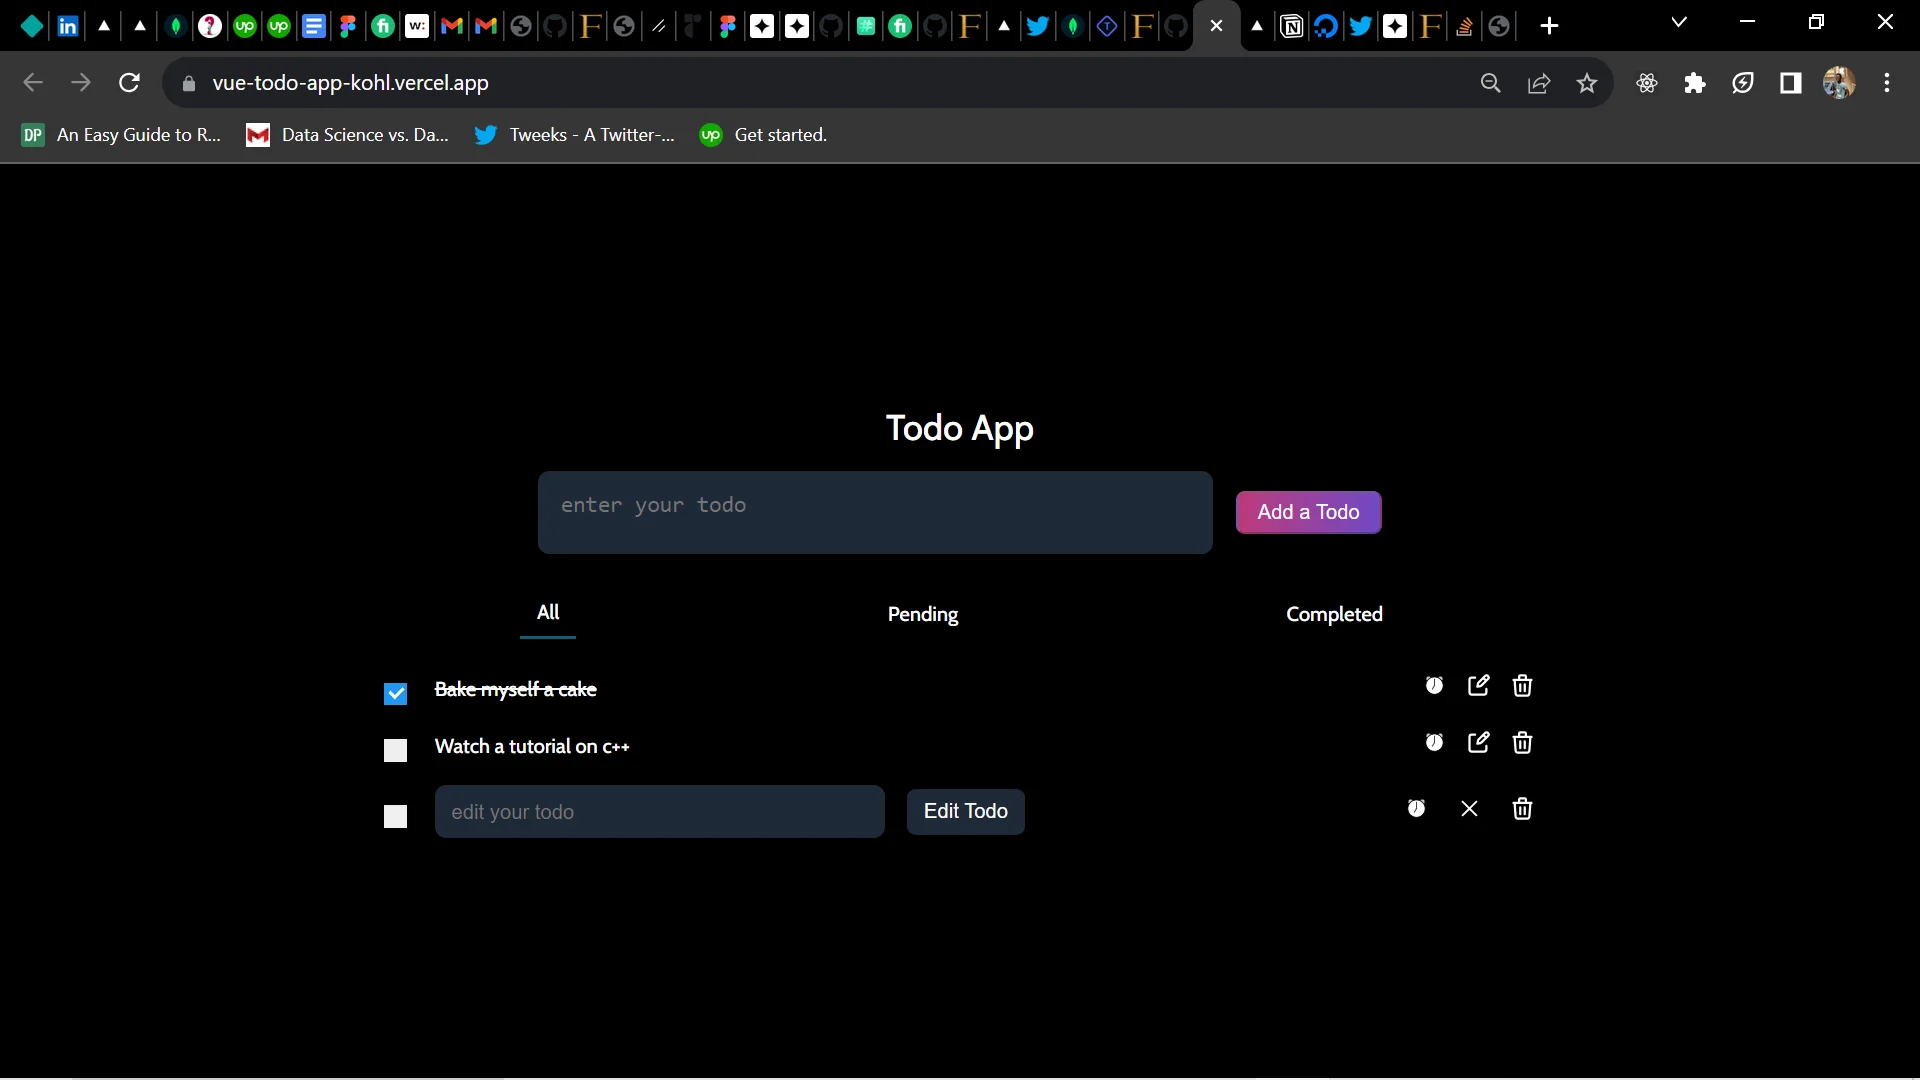 vue-todo-app-kohl.vercel.app
DP An Easy Guide to R... Data Science vs. Da... Tweeks - A Twitter-... up Get started.
Todo App
enter your todo
Add a Todo
All Pending Completed
Bake myself a cake
Watch a tutorial on c++
edit your todo Edit Todo